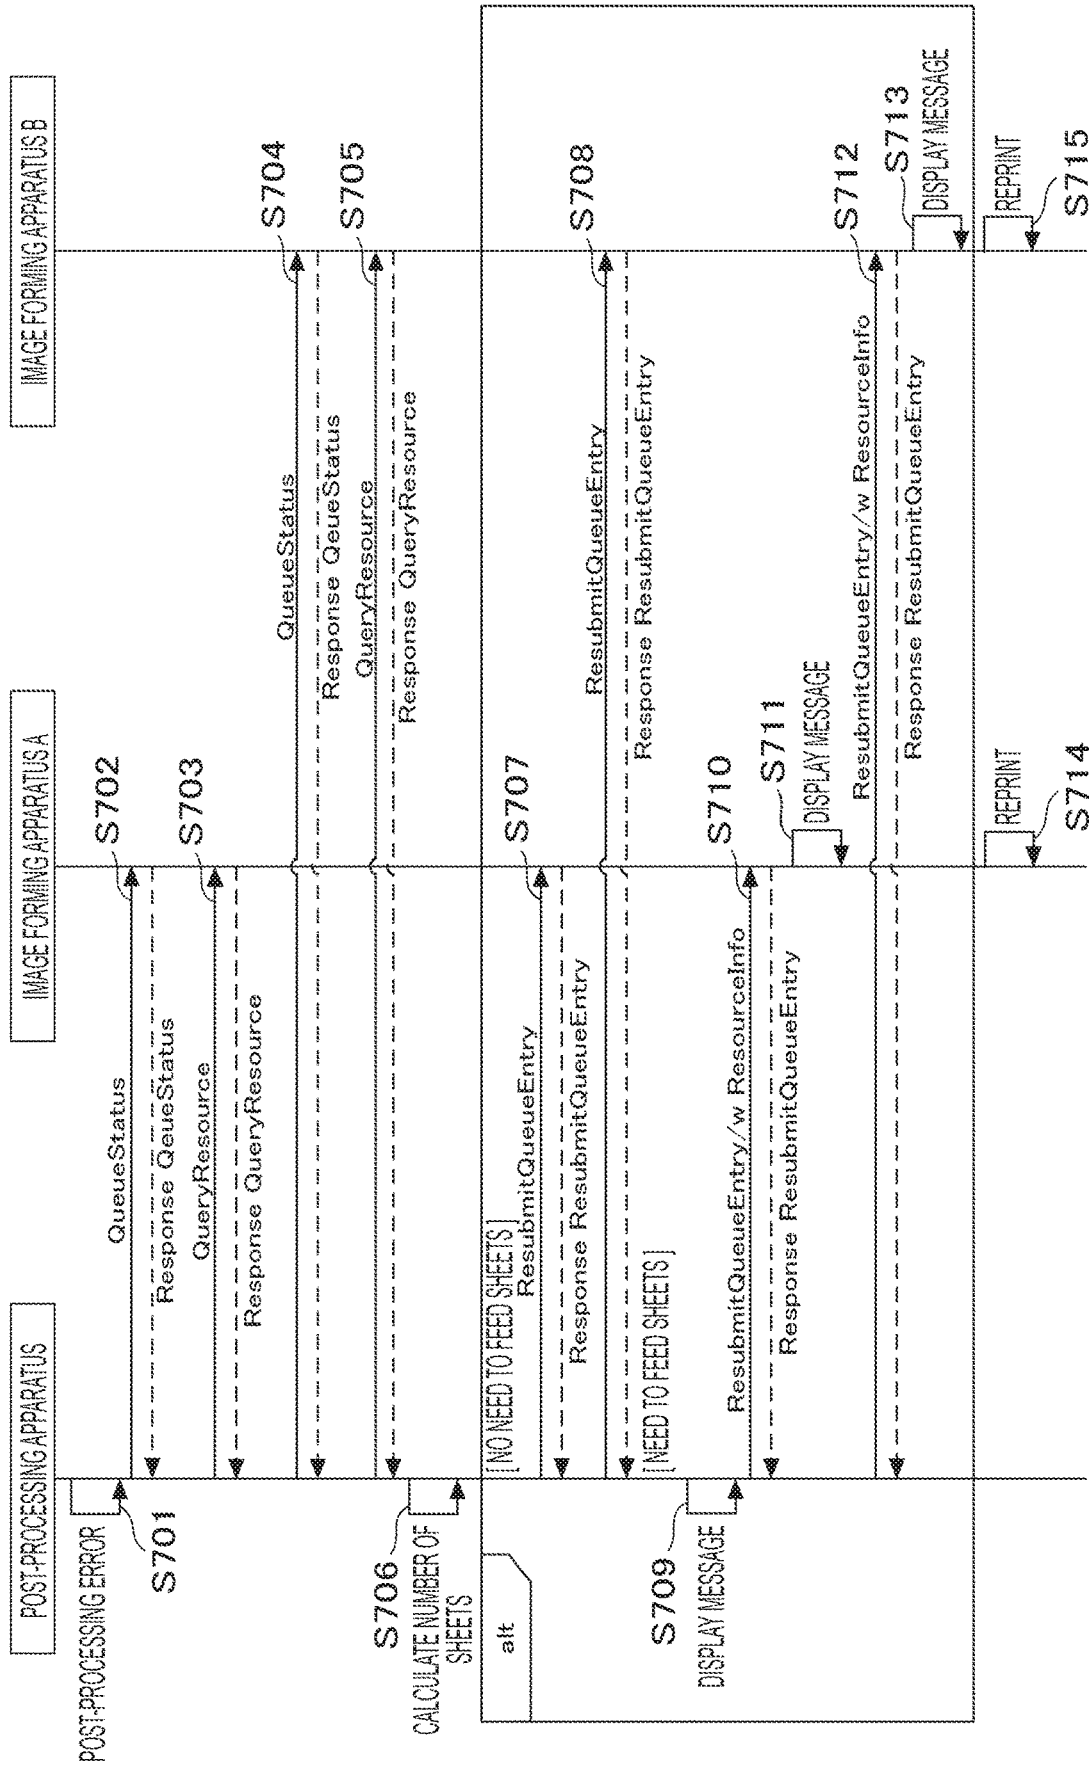 POST-PROCESSING APPARATUS
IMAGE FORMING APPARATUS A
IMAGE FORMING APPARATUS B
POST-PROCESSING ERROR
S701
QueueStatus
S702
Response QeueStatus
QueryResource
S703
Response QueryResource
QueueStatus
S704
Response QeueStatus
QueryResource
S705
Response QueryResource
S706
CALCULATE NUMBER OF
SHEETS
alt
[ NO NEED TO FEED SHEETS ]
ResubmitQueueEntry
S707
Response ResubmitQueueEntry
ResubmitQueueEntry
S708
Response ResubmitQueueEntry
[ NEED TO FEED SHEETS ]
S709
DISPLAY MESSAGE
ResubmitQueueEntry/w ResourceInfo
S710
Response ResubmitQueueEntry
S711
DISPLAY MESSAGE
ResubmitQueueEntry/w ResourceInfo
S712
Response ResubmitQueueEntry
S713
DISPLAY MESSAGE
REPRINT
S714
REPRINT
S715